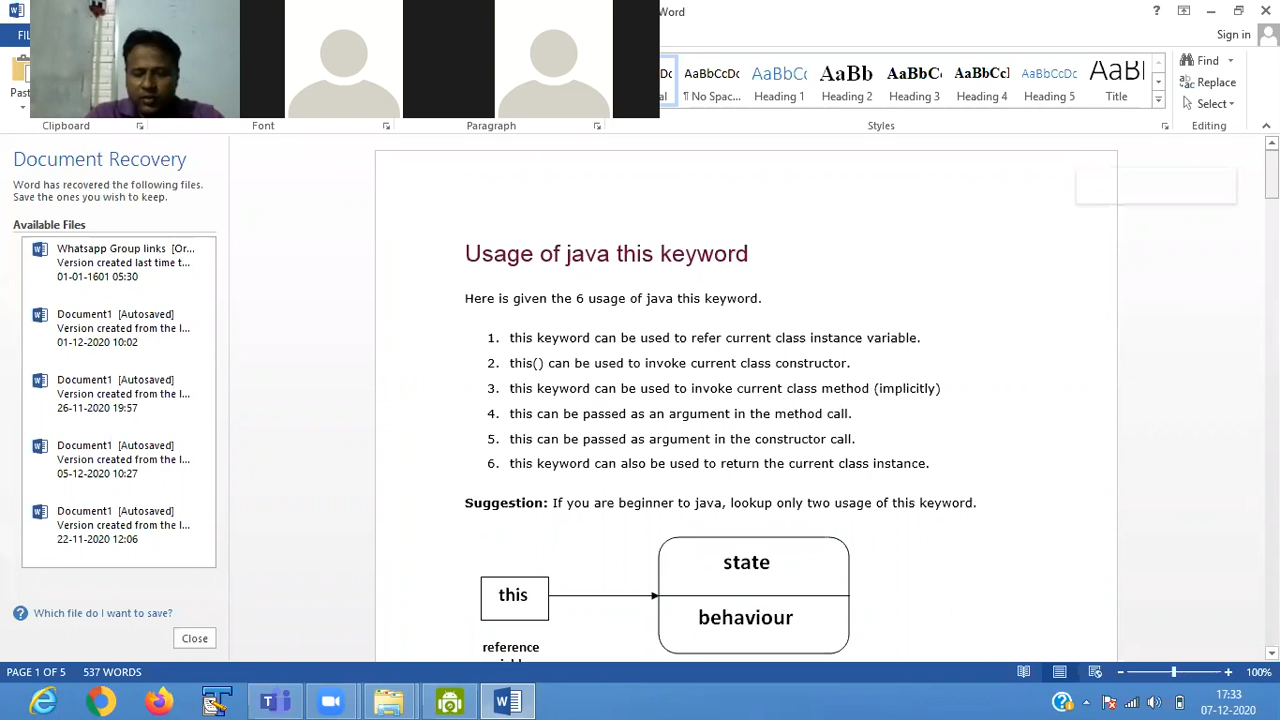 Word
?
FIL
Sign in
Past
AaBbCcDc AaBbCcDc AaBbCc AaBb AaBbC AaBbCcI AaBbCcDc AaBl
al ¶ No Spac... Heading 1 Heading 2 Heading 3 Heading 4 Heading 5 Title
Find
Replace
Select
Clipboard Font Paragraph Styles Editing
Document Recovery
Word has recovered the following files.
Save the ones you wish to keep.
Available Files
Whatsapp Group links [Or...
Version created last time t...
01-01-1601 05:30
Document1 [Autosaved]
Version created from the l...
01-12-2020 10:02
Document1 [Autosaved]
Version created from the l...
26-11-2020 19:57
Document1 [Autosaved]
Version created from the l...
05-12-2020 10:27
Document1 [Autosaved]
Version created from the l...
22-11-2020 12:06
? Which file do I want to save?
Close
Usage of java this keyword
Here is given the 6 usage of java this keyword.
1. this keyword can be used to refer current class instance variable.
2. this() can be used to invoke current class constructor.
3. this keyword can be used to invoke current class method (implicitly)
4. this can be passed as an argument in the method call.
5. this can be passed as argument in the constructor call.
6. this keyword can also be used to return the current class instance.
Suggestion: If you are beginner to java, lookup only two usage of this keyword.
state
this
behaviour
reference
PAGE 1 OF 5 537 WORDS
100%
17:33
07-12-2020